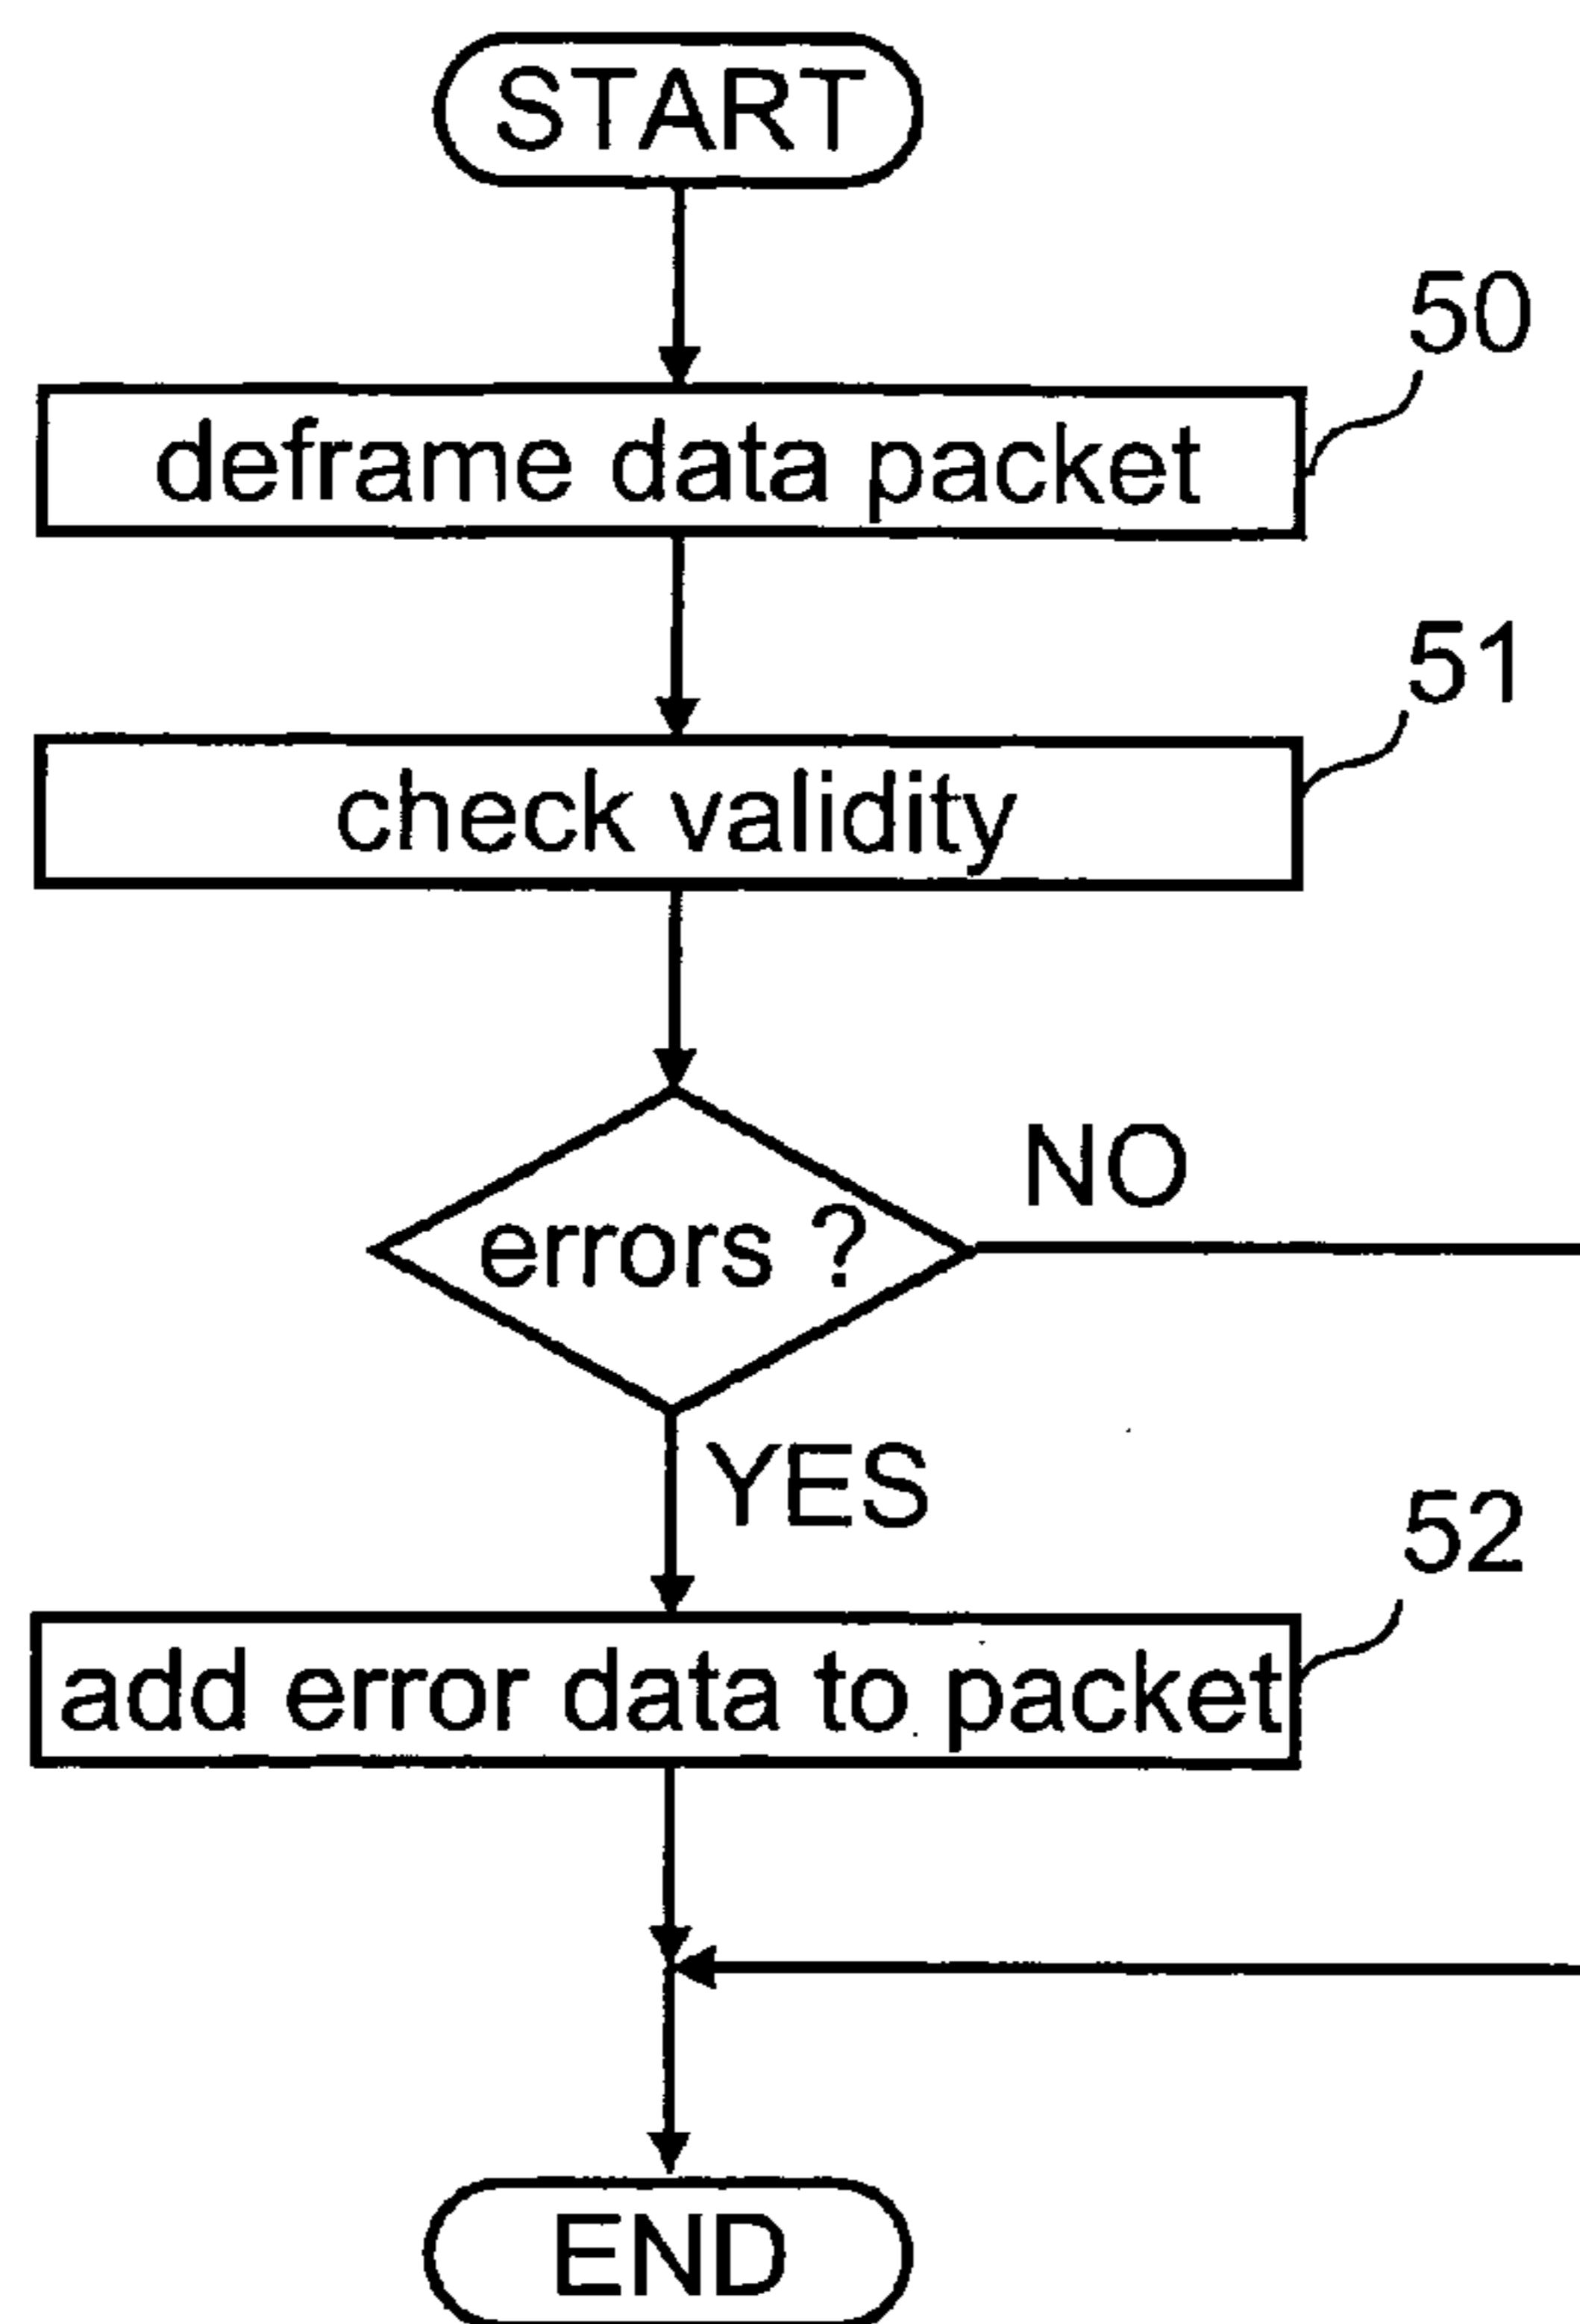 START
50
deframe data packet
51
check validity
NO
errors ?
YES
52
add error data to packet
END